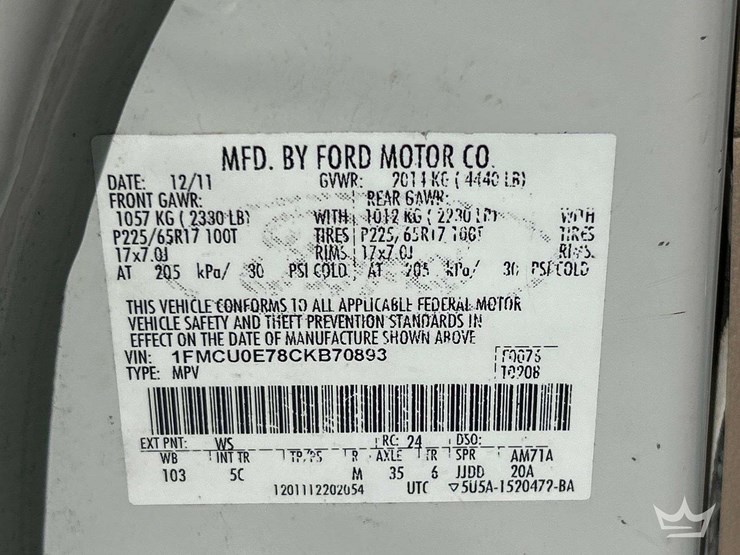 MFD. BY FORD MOTOR CO.
DATE: 12/11 GVWR: 2014 KG ( 4440 LB)
FRONT GAWR: REAR GAWR:
1057 KG ( 2330 LB) WITH 1012 KG ( 2230 LB) WITH
P225/65R17 100T TIRES P225/65R17 100T TIRES
17x7.0J RIMS 17x7.0J RIMS
AT 205 kPa/ 30 PSI COLD AT 205 kPa/ 30 PSI COLD
THIS VEHICLE CONFORMS TO ALL APPLICABLE FEDERAL MOTOR
VEHICLE SAFETY AND THEFT PREVENTION STANDARDS IN
EFFECT ON THE DATE OF MANUFACTURE SHOWN ABOVE
VIN: 1FMCU0E78CKB70893 F0076
TYPE: MPV 10908
EXT PNT: WS RC: 24 DSO:
WB INT TR TP/PS R AXLE TR SPR AM71A
103 5C M 35 6 JJDD 20A
1201112202054 UTC ▽5U5A-1520472-BA